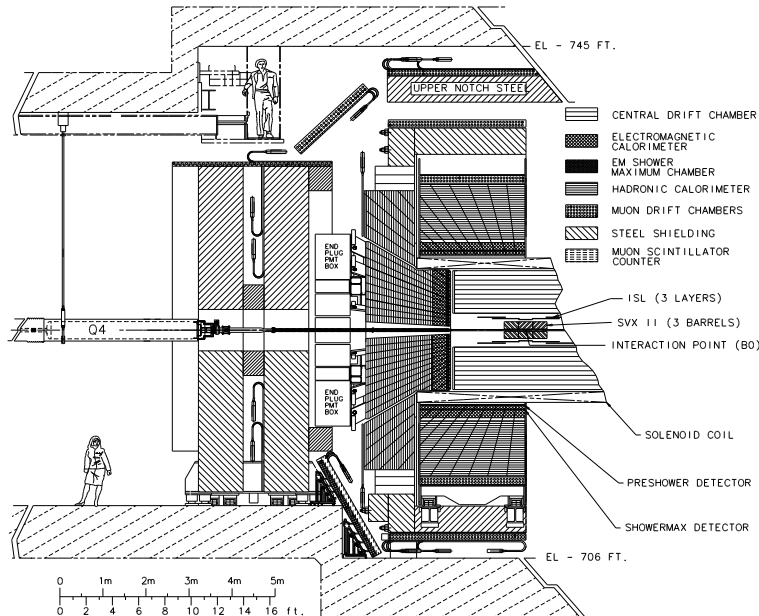 EL - 745 FT.
UPPER NOTCH STEEL
CENTRAL DRIFT CHAMBER
ELECTROMAGNETIC
CALORIMETER
EM SHOWER
MAXIMUM CHAMBER
HADRONIC CALORIMETER
MUON DRIFT CHAMBERS
STEEL SHIELDING
MUON SCINTILLATOR
COUNTER
END
PLUG
PMT
BOX
ISL (3 LAYERS)
SVX II (3 BARRELS)
INTERACTION POINT (B0)
Q4
END
PLUG
PMT
BOX
SOLENOID COIL
PRESHOWER DETECTOR
SHOWERMAX DETECTOR
EL - 706 FT.
0 1m 2m 3m 4m 5m
0 2 4 6 8 10 12 14 16 ft.